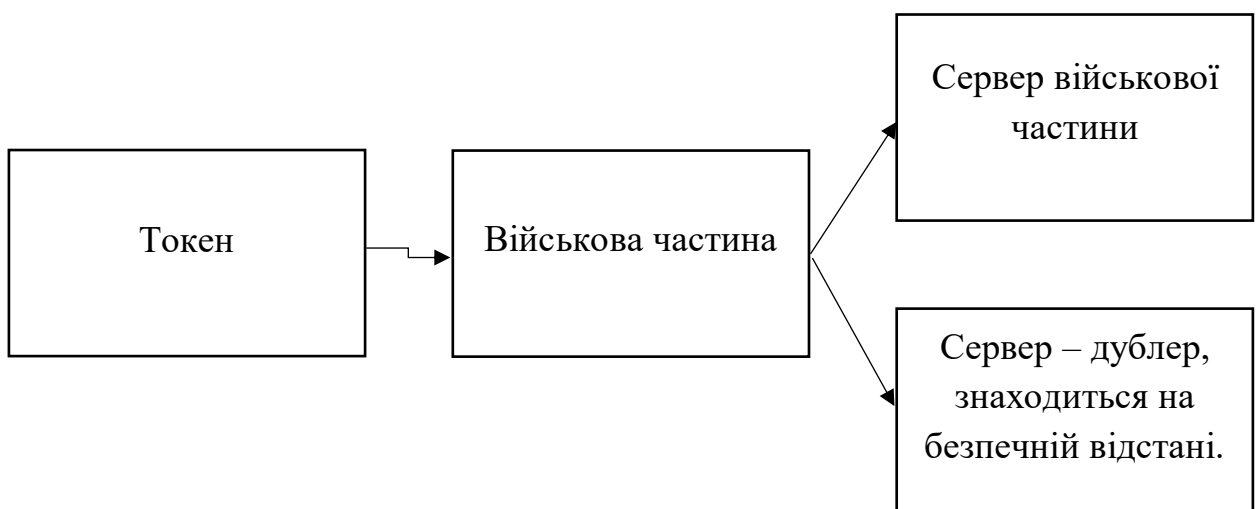 Токен
Військова частина
Сервер військової
частини
Сервер – дублер,
знаходиться на
безпечній відстані.